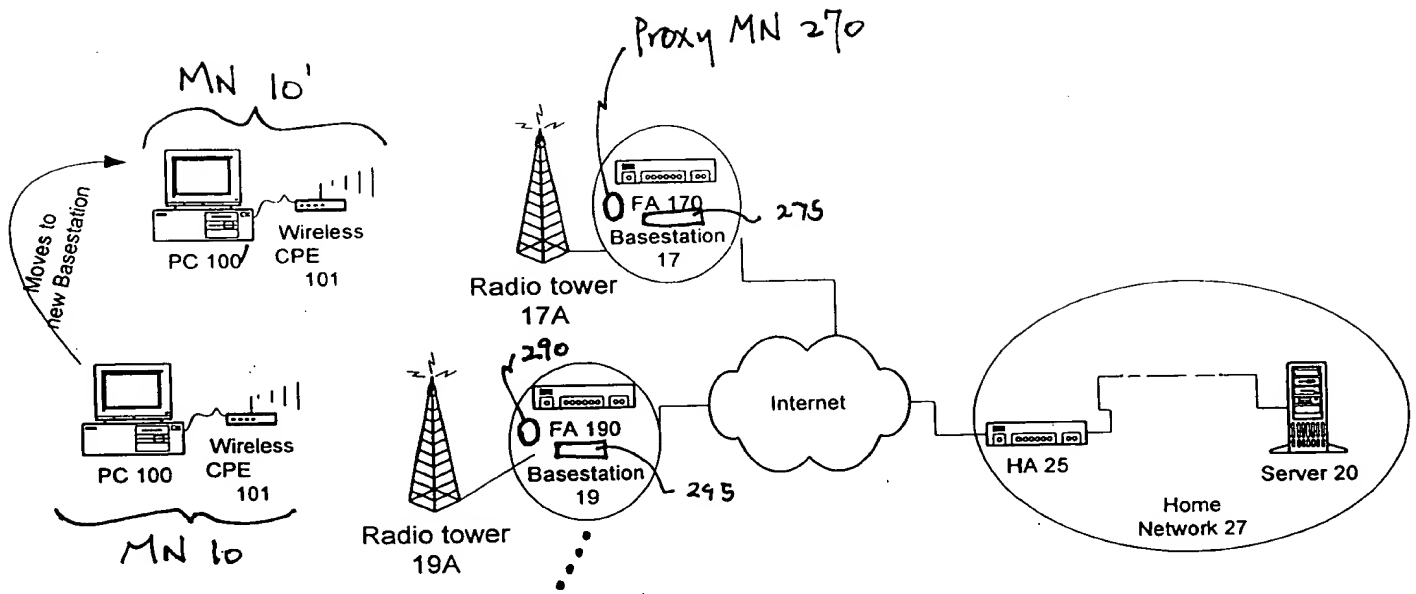 Proxy MN 270
MN 10'
Moves to
new Basestation
PC 100
Wireless
CPE
101
FA 170
275
Basestation
17
Radio tower
17A
PC 100
Wireless
CPE
101
MN 10
290
FA 190
Basestation
19
295
Radio tower
19A
Internet
HA 25
Server 20
Home
Network 27